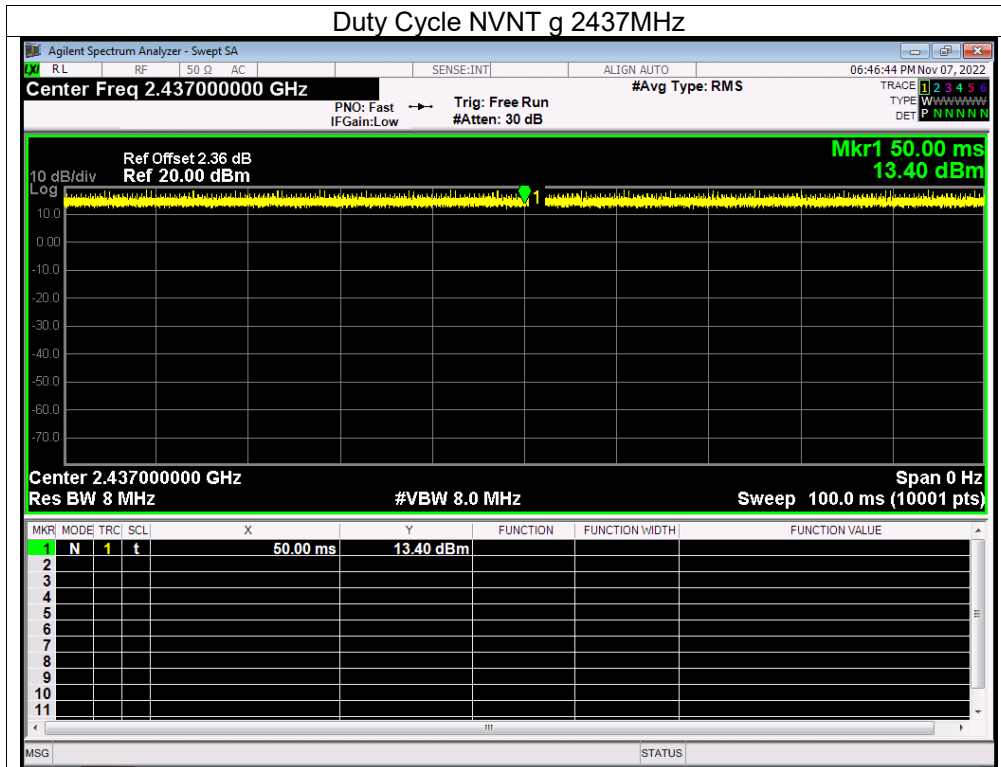 Duty Cycle NVNT g 2437MHz
Agilent Spectrum Analyzer - Swept SA
LXI RL RF 50 Ω AC SENSE:INT ALIGN AUTO 06:46:44 PM Nov 07, 2022
Center Freq 2.437000000 GHz #Avg Type: RMS TRACE 1 2 3 4 5 6
PNO: Fast Trig: Free Run TYPE WWWWWW
IFGain:Low #Atten: 30 dB DET P N N N N N
Mkr1 50.00 ms
Ref Offset 2.36 dB
10 dB/div Ref 20.00 dBm 13.40 dBm
Log
1
10.0
0.00
-10.0
-20.0
-30.0
-40.0
-50.0
-60.0
-70.0
Center 2.437000000 GHz Span 0 Hz
Res BW 8 MHz #VBW 8.0 MHz Sweep 100.0 ms (10001 pts)
MKR MODE TRC SCL X Y FUNCTION FUNCTION WIDTH FUNCTION VALUE
1 N 1 t 50.00 ms 13.40 dBm
2
3
4
5
6
7
8
9
10
11
MSG STATUS